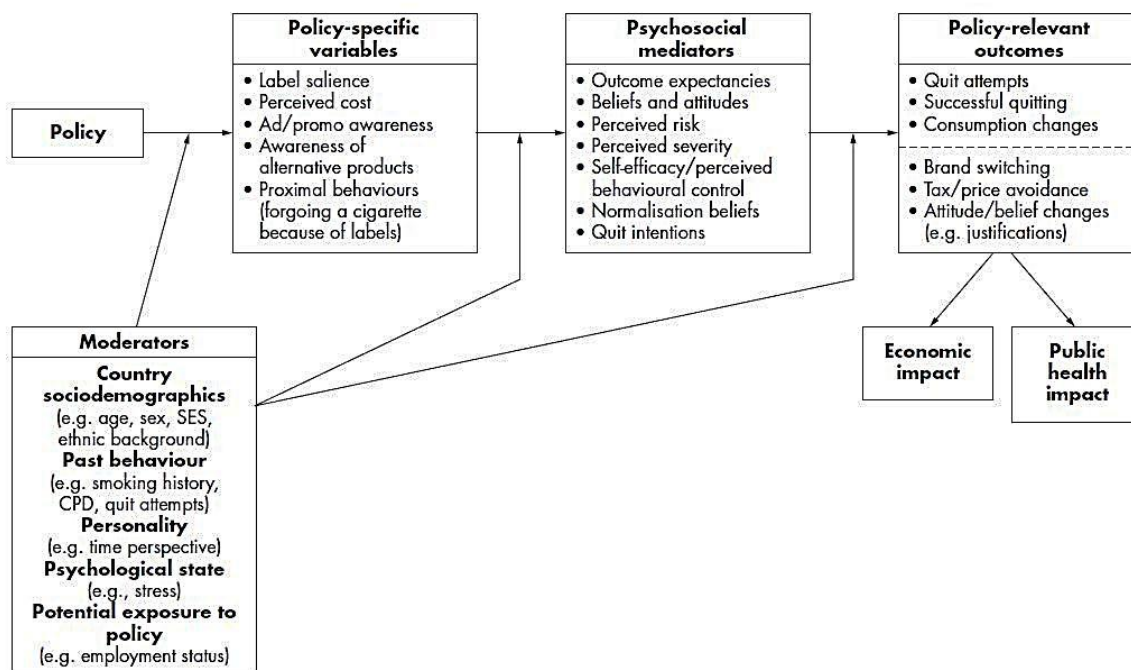 Policy
Policy-specific
variables
• Label salience
• Perceived cost
• Ad/promo awareness
• Awareness of
alternative products
• Proximal behaviours
(forgoing a cigarette
because of labels)
Psychosocial
mediators
• Outcome expectancies
• Beliefs and attitudes
• Perceived risk
• Perceived severity
• Self-efficacy/perceived
behavioural control
• Normalisation beliefs
• Quit intentions
Policy-relevant
outcomes
• Quit attempts
• Successful quitting
• Consumption changes
• Brand switching
• Tax/price avoidance
• Attitude/belief changes
(e.g. justifications)
Economic
impact
Public
health
impact
Moderators
Country
sociodemographics
(e.g. age, sex, SES,
ethnic background)
Past behaviour
(e.g. smoking history,
CPD, quit attempts)
Personality
(e.g. time perspective)
Psychological state
(e.g., stress)
Potential exposure to
policy
(e.g. employment status)